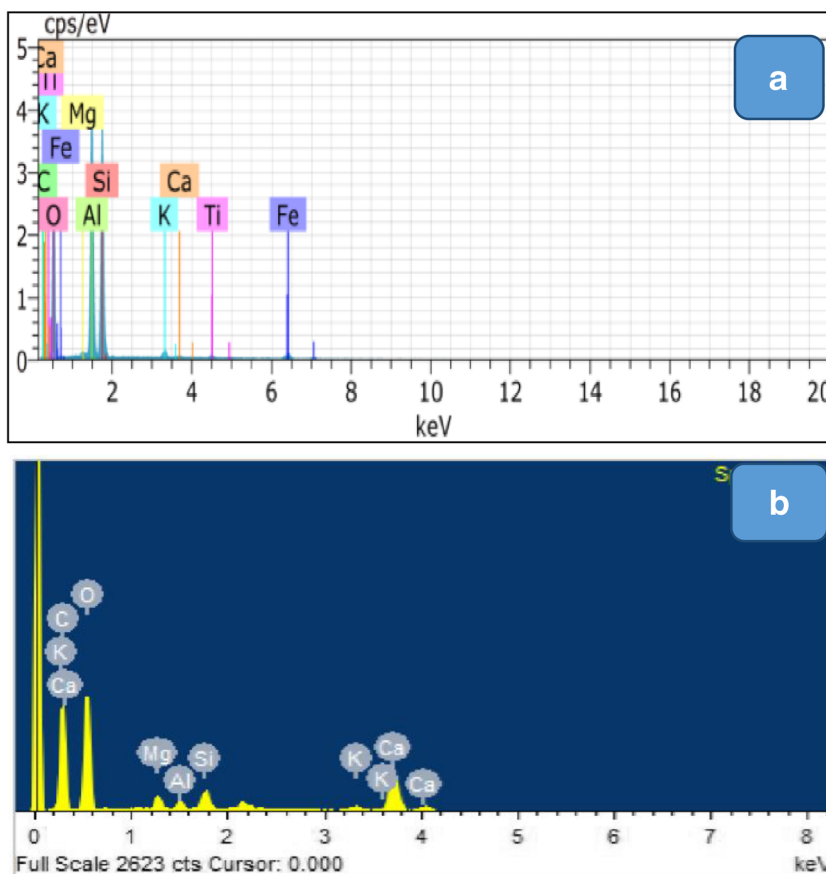 cps/eV
5
Ca
a
Ti
4
K Mg
Fe
3
C Si Ca
O Al K Ti Fe
2
1
0
2 4 6 8 10 12 14 16 18 20
keV
b
O
C
K
Ca
Mg Si K Ca
Al K Ca
0 1 2 3 4 5 6 7 8
Full Scale 2623 cts Cursor: 0.000 keV